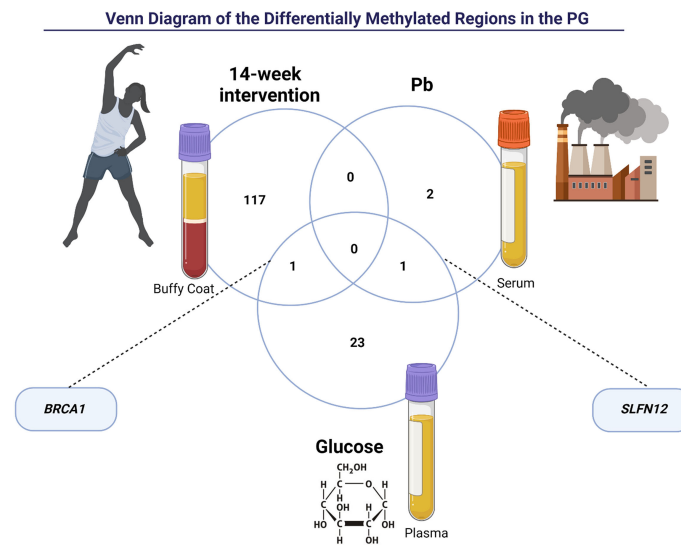 Venn Diagram of the Differentially Methylated Regions in the PG
14-week
intervention
Pb
0
117
2
0
1
1
Buffy Coat
Serum
23
BRCA1
SLFN12
Glucose
CH2OH
H
C
O
H
H
OH
H
C
C
HO
C
C
OH
H
OH
Plasma